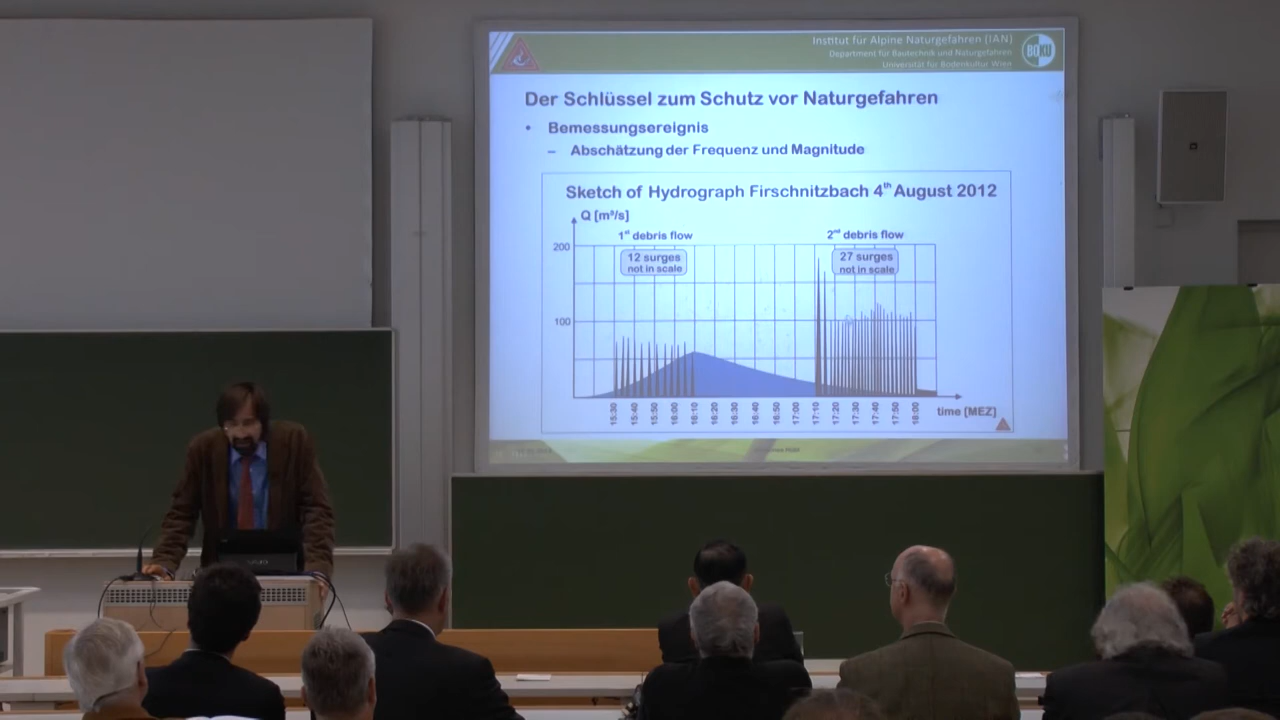 Institut für Alpine Naturgefahren (IAN)
Department für Bautechnik und Naturgefahren
Universität für Bodenkultur Wien
BOKU
Der Schlüssel zum Schutz vor Naturgefahren
• Bemessungsereignis
– Abschätzung der Frequenz und Magnitude
Sketch of Hydrograph Firschnitzbach 4th August 2012
Q [m³/s]
1st debris flow
2nd debris flow
12 surges
not in scale
27 surges
not in scale
200
100
15:30
15:40
15:50
16:00
16:10
16:20
16:30
16:40
16:50
17:00
17:10
17:20
17:30
17:40
17:50
18:00
time [MEZ]